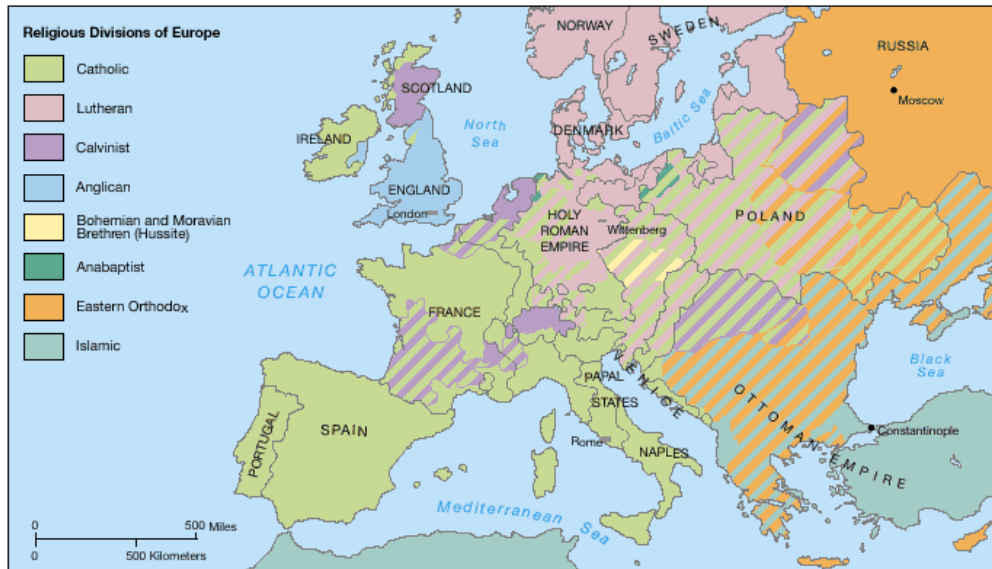 Religious Divisions of Europe
Catholic
Lutheran
Calvinist
Anglican
Bohemian and Moravian
Brethren (Hussite)
Anabaptist
Eastern Orthodox
Islamic
NORWAY
SWEDEN
RUSSIA
Moscow
SCOTLAND
North
Sea
Baltic Sea
DENMARK
IRELAND
ENGLAND
London
HOLY
ROMAN
EMPIRE
Wittenberg
POLAND
ATLANTIC
OCEAN
FRANCE
VENICE
PAPAL
STATES
Rome
NAPLES
Black
Sea
OTTOMAN EMPIRE
Constantinople
PORTUGAL
SPAIN
Mediterranean Sea
0 500 Miles
0 500 Kilometers